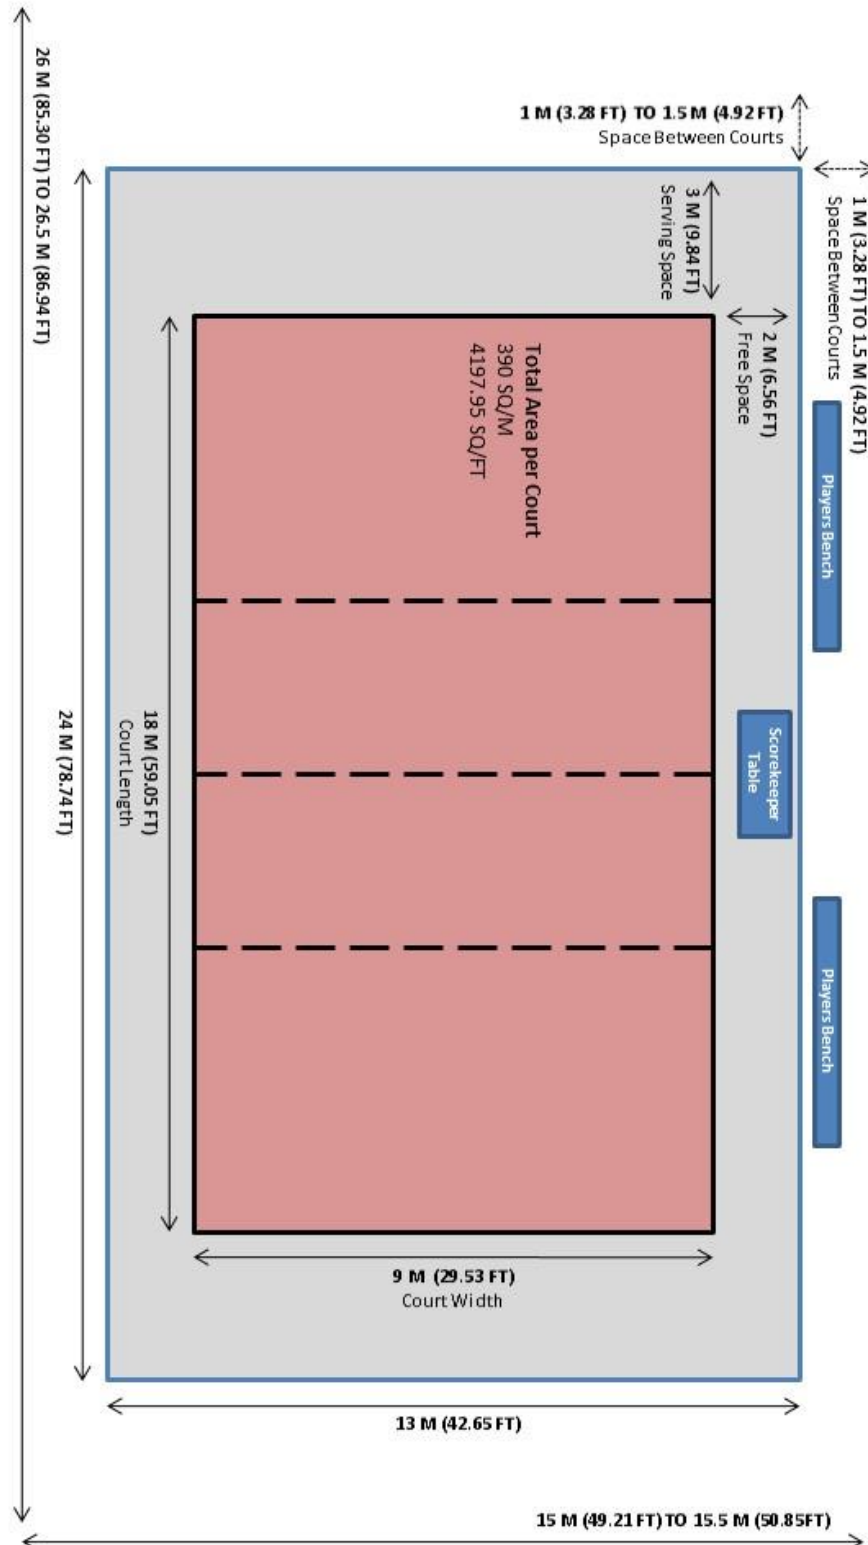 26 M (85.30 FT) TO 26.5 M (86.94 FT)
1 M (3.28 FT) TO 1.5 M (4.92 FT)
Space Between Courts
1 M (3.28 FT) TO 1.5 M (4.92 FT)
Space Between Courts
3 M (9.84 FT)
Serving Space
2 M (6.56 FT)
Free Space
Total Area per Court
390 SQ/M
4197.95 SQ/FT
Players Bench
Scorekeeper
Table
Players Bench
18 M (59.05 FT)
Court Length
24 M (78.74 FT)
9 M (29.53 FT)
Court Width
13 M (42.65 FT)
15 M (49.21 FT) TO 15.5 M (50.85FT)